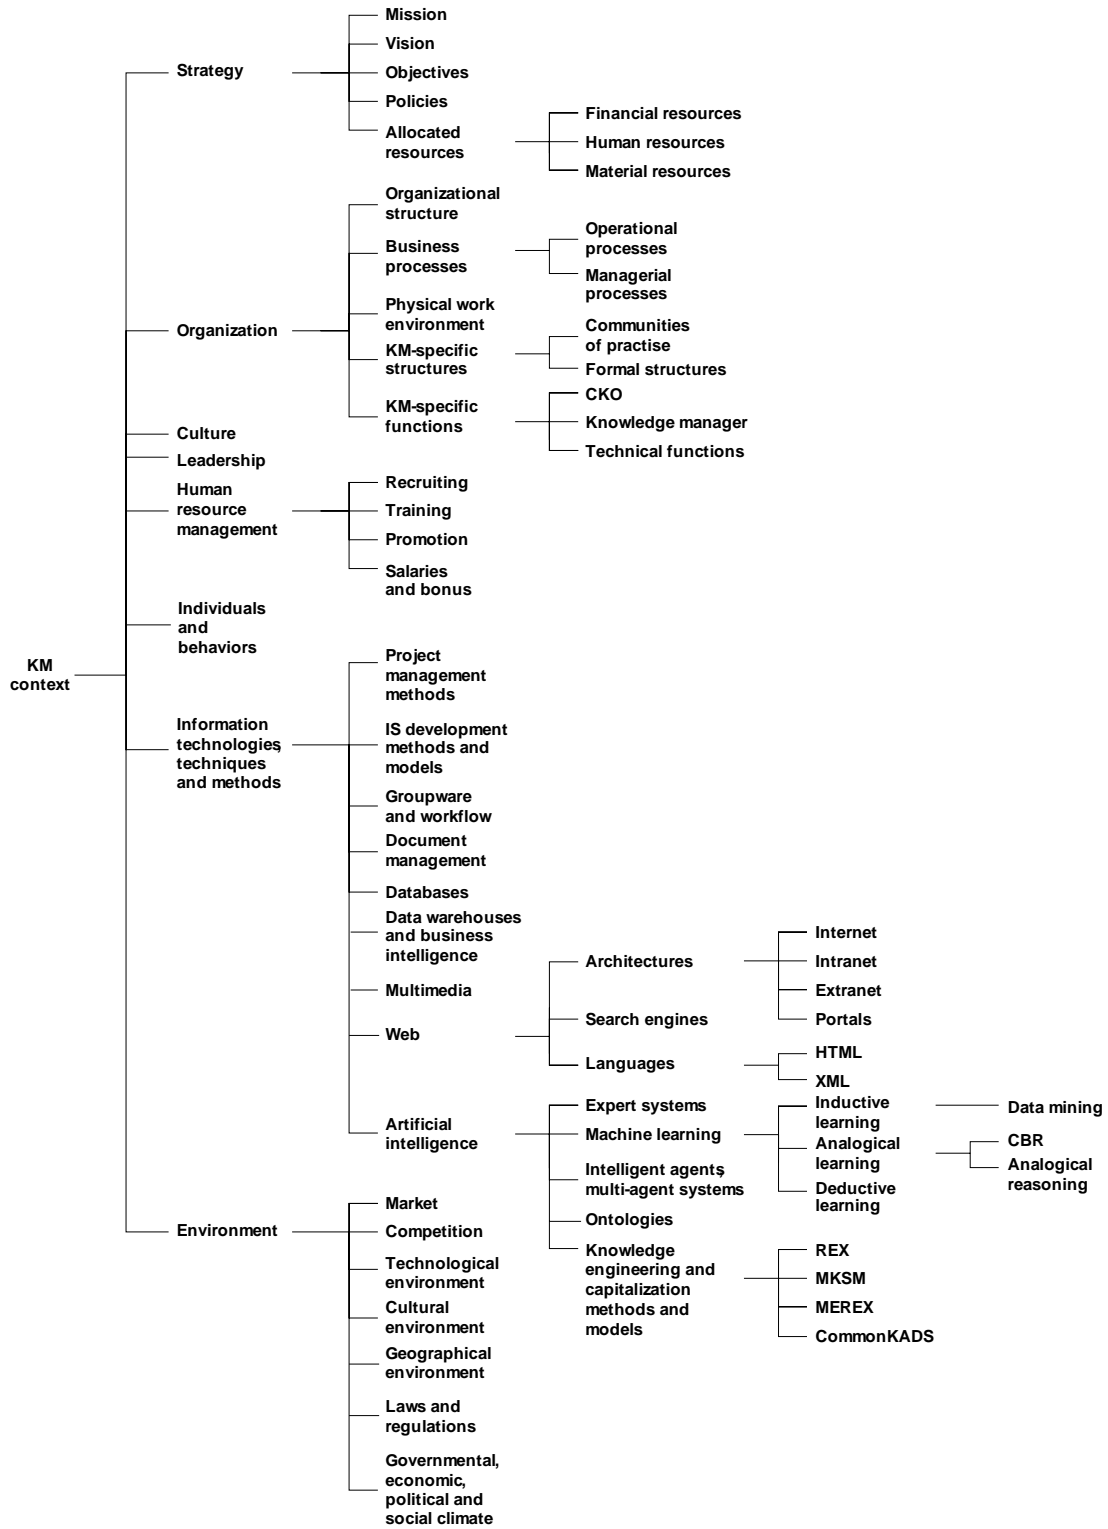 KM
context
Strategy
Mission
Vision
Objectives
Policies
Allocated
resources
Financial resources
Human resources
Material resources
Organization
Organizational
structure
Business
processes
Operational
processes
Managerial
processes
Physical work
environment
KM-specific
structures
Communities
of practise
Formal structures
KM-specific
functions
CKO
Knowledge manager
Technical functions
Culture
Leadership
Human
resource
management
Recruiting
Training
Promotion
Salaries
and bonus
Individuals
and
behaviors
Information
technologies,
techniques
and methods
Project
management
methods
IS development
methods and
models
Groupware
and workflow
Document
management
Databases
Data warehouses
and business
intelligence
Multimedia
Web
Architectures
Internet
Intranet
Extranet
Portals
Search engines
Languages
HTML
XML
Artificial
intelligence
Expert systems
Machine learning
Inductive
learning
Data mining
Analogical
learning
CBR
Analogical
reasoning
Deductive
learning
Intelligent agents,
multi-agent systems
Ontologies
Knowledge
engineering and
capitalization
methods and
models
REX
MKSM
MEREX
CommonKADS
Environment
Market
Competition
Technological
environment
Cultural
environment
Geographical
environment
Laws and
regulations
Governmental,
economic,
political and
social climate